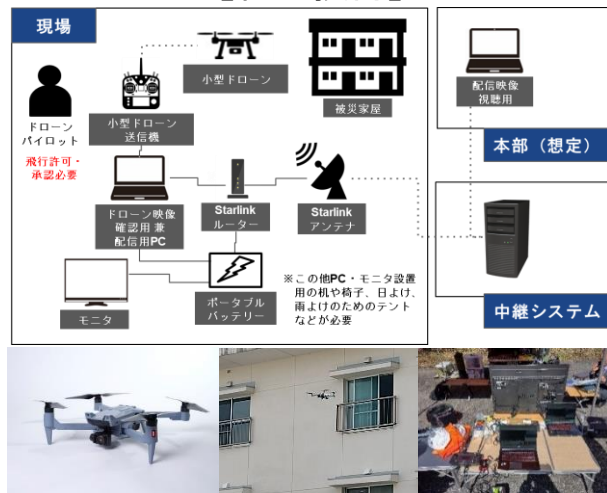 現場
小型ドローン
被災家屋
配信映像
視聴用
本部（想定）
ドローン
パイロット
飛行許可・
承認必要
小型ドローン
送信機
ドローン映像
確認用 兼
配信用PC
Starlink
ルーター
Starlink
アンテナ
モニタ
ポータブル
バッテリー
※この他PC・モニタ設置
用の机や椅子、日よけ、
雨よけのためのテント
などが必要
中継システム